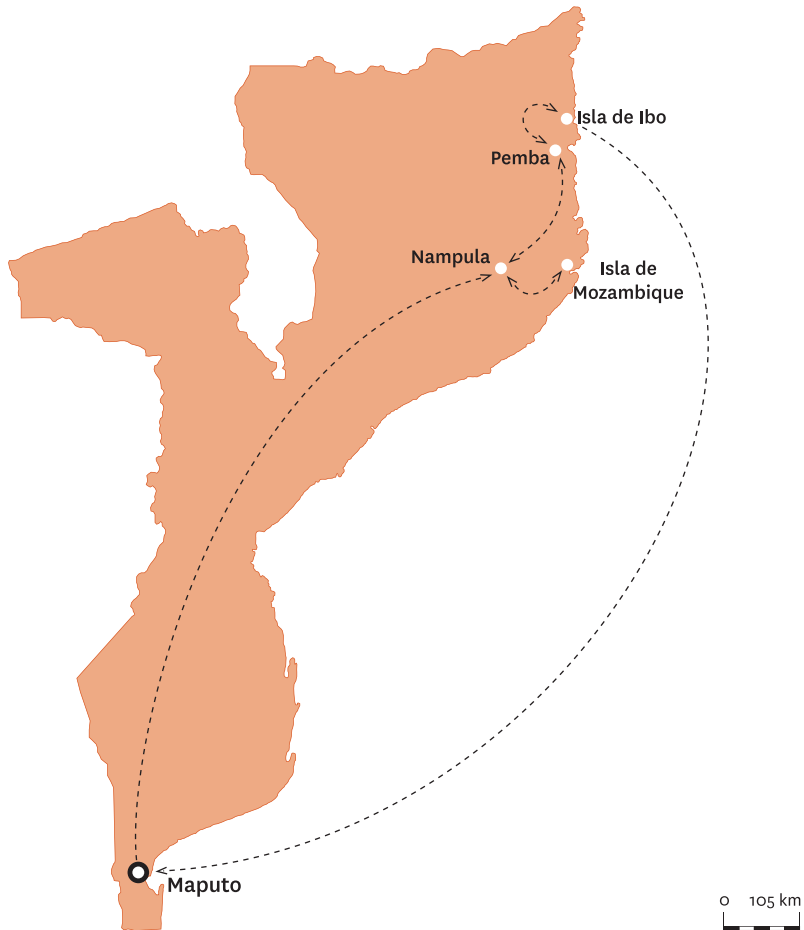 Isla de Ibo
Pemba
Nampula
Isla de
Mozambique
Maputo
0 105 km